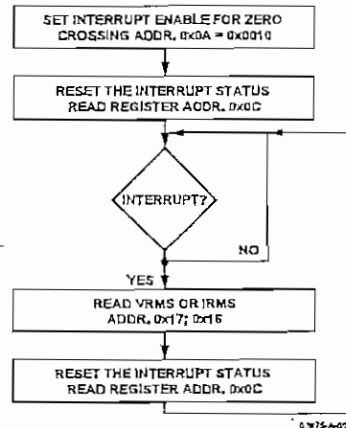 SET INTERRUPT ENABLE FOR ZERO
CROSSING ADDR. 0x0A = 0x0010
RESET THE INTERRUPT STATUS
READ REGISTER ADDR. 0x0C
INTERRUPT?
NO
YES
READ VRMS OR IRMS
ADDR. 0x17; 0x16
RESET THE INTERRUPT STATUS
READ REGISTER ADDR. 0x0C